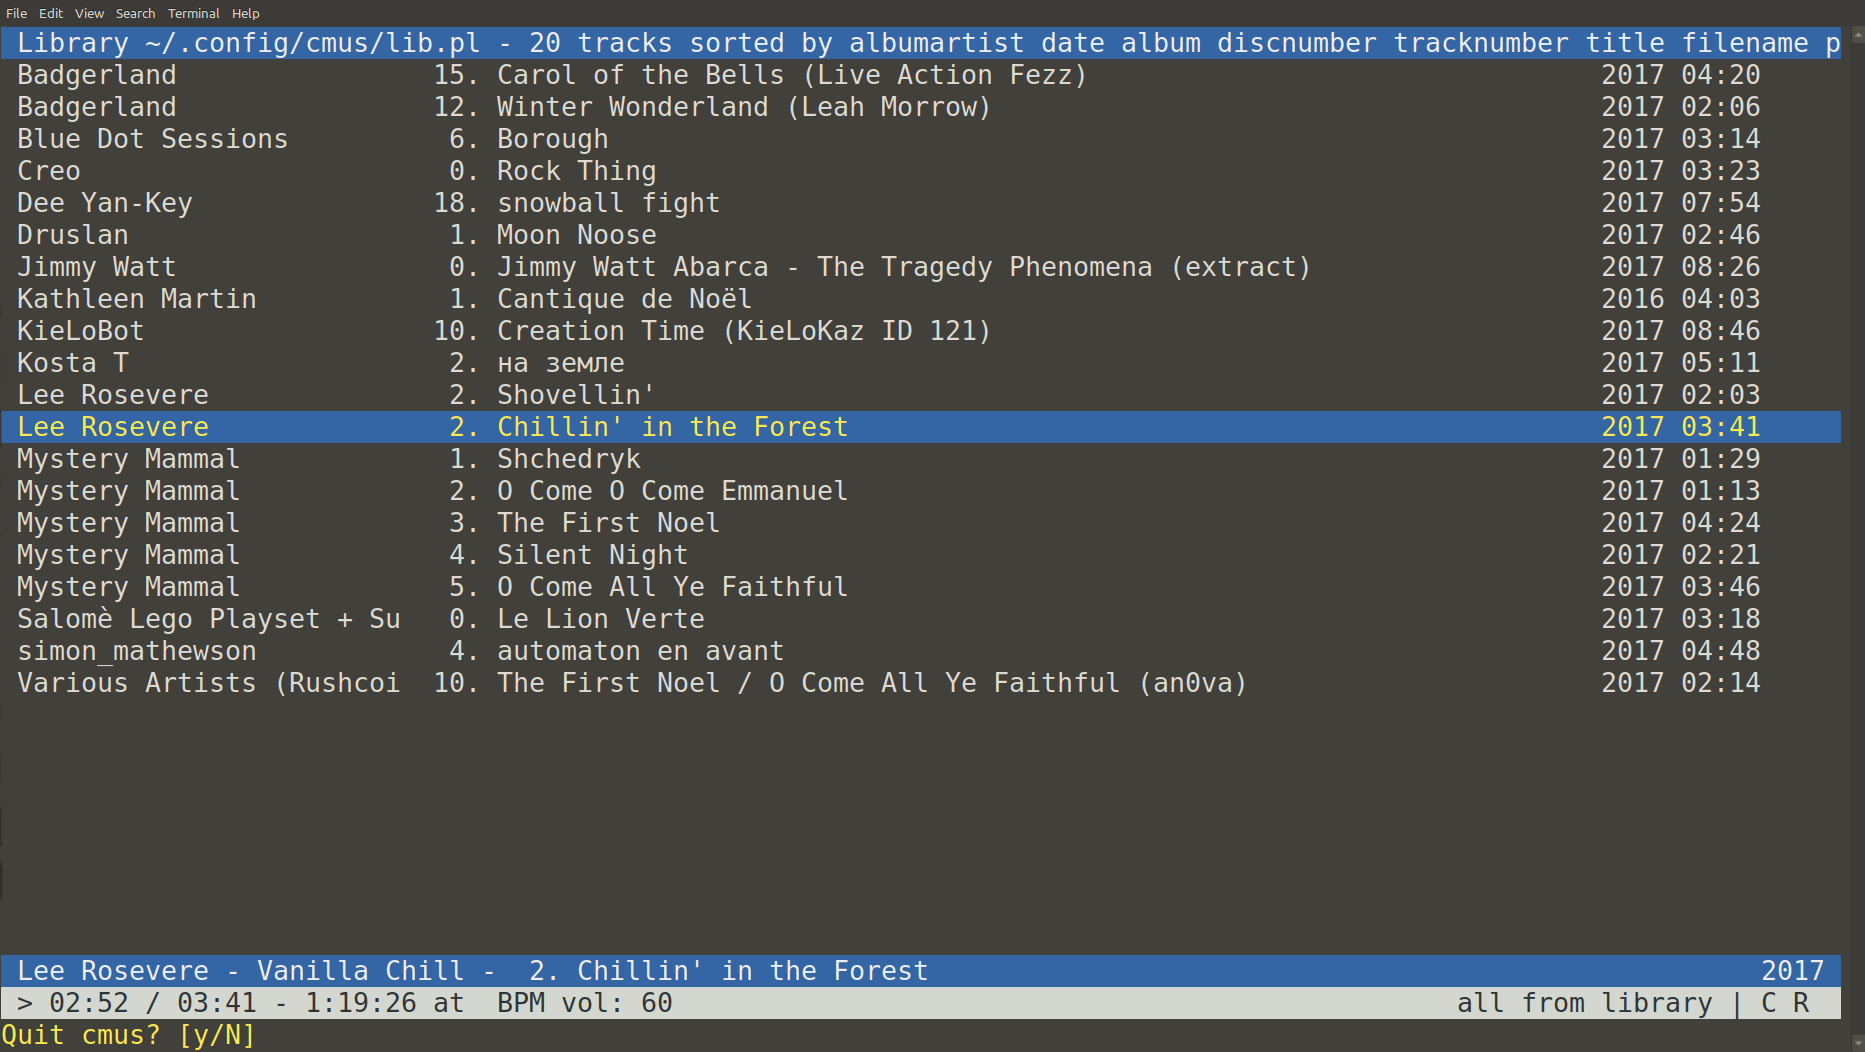 File Edit View Search Terminal Help
Library ~/.config/cmus/lib.pl - 20 tracks sorted by albumartist date album discnumber tracknumber title filename p
Badgerland 15. Carol of the Bells (Live Action Fezz) 2017 04:20
Badgerland 12. Winter Wonderland (Leah Morrow) 2017 02:06
Blue Dot Sessions 6. Borough 2017 03:14
Creo 0. Rock Thing 2017 03:23
Dee Yan-Key 18. snowball fight 2017 07:54
Druslan 1. Moon Noose 2017 02:46
Jimmy Watt 0. Jimmy Watt Abarca - The Tragedy Phenomena (extract) 2017 08:26
Kathleen Martin 1. Cantique de Noël 2016 04:03
KieLoBot 10. Creation Time (KieLoKaz ID 121) 2017 08:46
Kosta T 2. на земле 2017 05:11
Lee Rosevere 2. Shovellin' 2017 02:03
Lee Rosevere 2. Chillin' in the Forest 2017 03:41
Mystery Mammal 1. Shchedryk 2017 01:29
Mystery Mammal 2. O Come O Come Emmanuel 2017 01:13
Mystery Mammal 3. The First Noel 2017 04:24
Mystery Mammal 4. Silent Night 2017 02:21
Mystery Mammal 5. O Come All Ye Faithful 2017 03:46
Salomè Lego Playset + Su 0. Le Lion Verte 2017 03:18
simon_mathewson 4. automaton en avant 2017 04:48
Various Artists (Rushcoi 10. The First Noel / O Come All Ye Faithful (an0va) 2017 02:14
Lee Rosevere - Vanilla Chill - 2. Chillin' in the Forest 2017
> 02:52 / 03:41 - 1:19:26 at BPM vol: 60 all from library | C R
Quit cmus? [y/N]